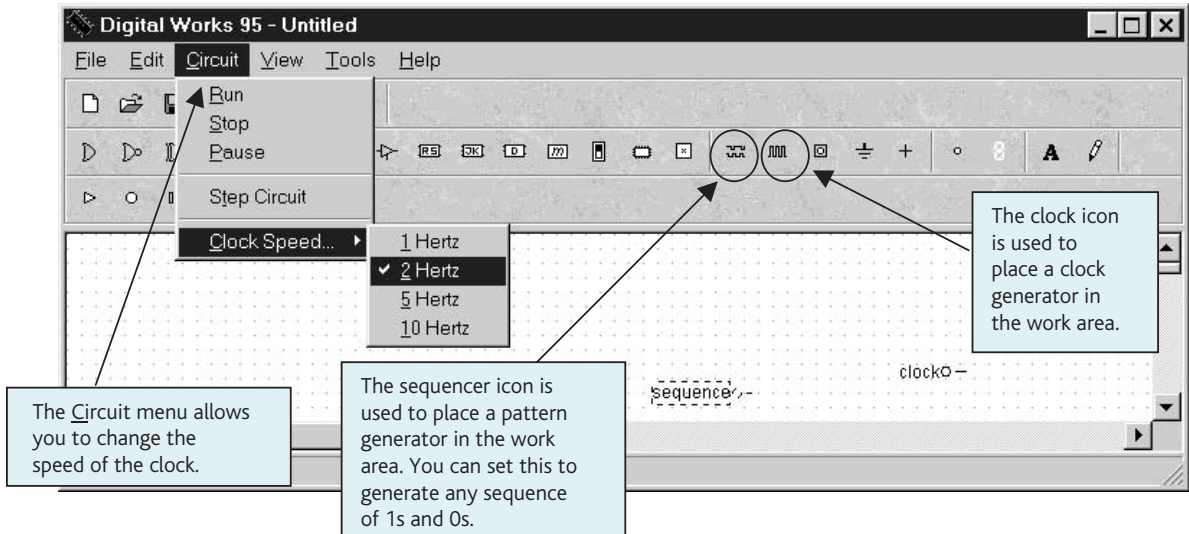 Digital Works 95 - Untitled
File Edit Circuit View Tools Help
Run
Stop
Pause
Step Circuit
Clock Speed...
1 Hertz
2 Hertz
5 Hertz
10 Hertz
RS JK D m A
The clock icon
is used to
place a clock
generator in
the work area.
clock
sequence
The sequencer icon is
used to place a pattern
generator in the work
area. You can set this to
generate any sequence
of 1s and 0s.
The Circuit menu allows
you to change the
speed of the clock.